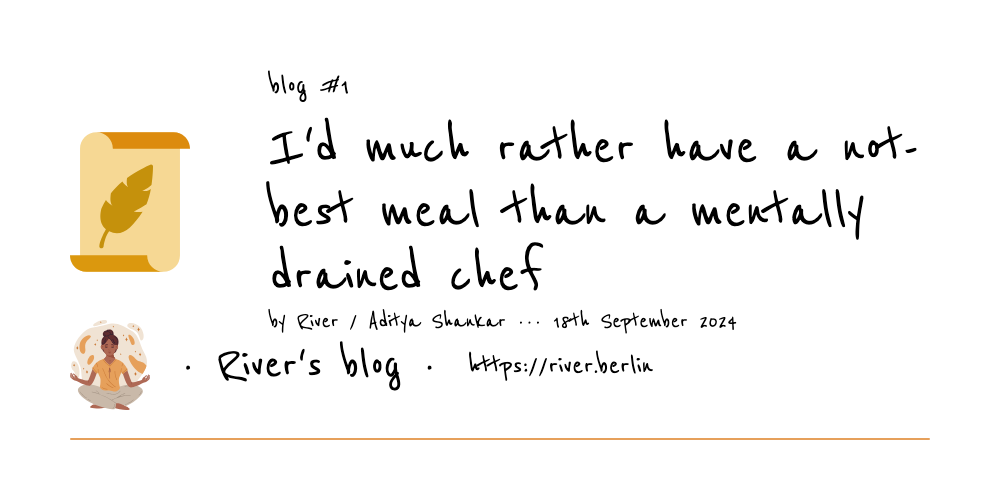 blog #1
I'd much rather have a not-
best meal than a mentally
drained chef
by River / Aditya Shankar ... 18th September 2024
· River's blog · https://river.berlin